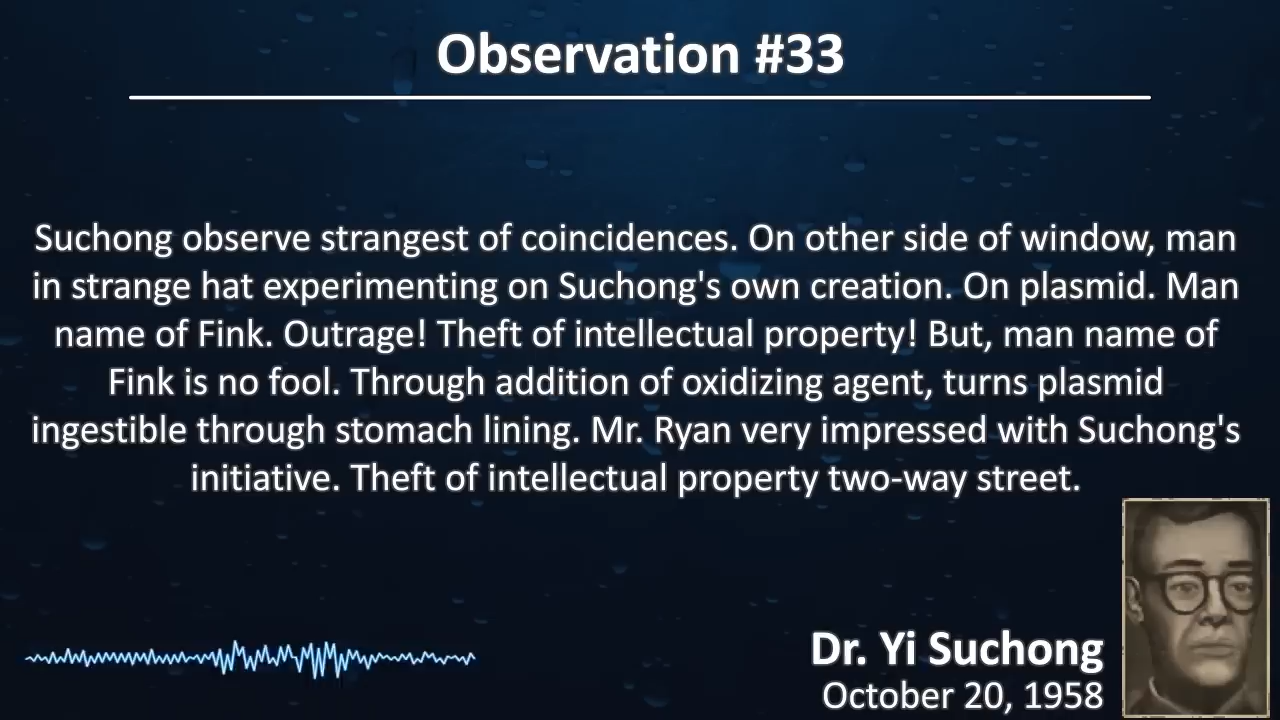 Observation #33
Suchong observe strangest of coincidences. On other side of window, man
in strange hat experimenting on Suchong's own creation. On plasmid. Man
name of Fink. Outrage! Theft of intellectual property! But, man name of
Fink is no fool. Through addition of oxidizing agent, turns plasmid
ingestible through stomach lining. Mr. Ryan very impressed with Suchong's
initiative. Theft of intellectual property two-way street.
Dr. Yi Suchong
October 20, 1958